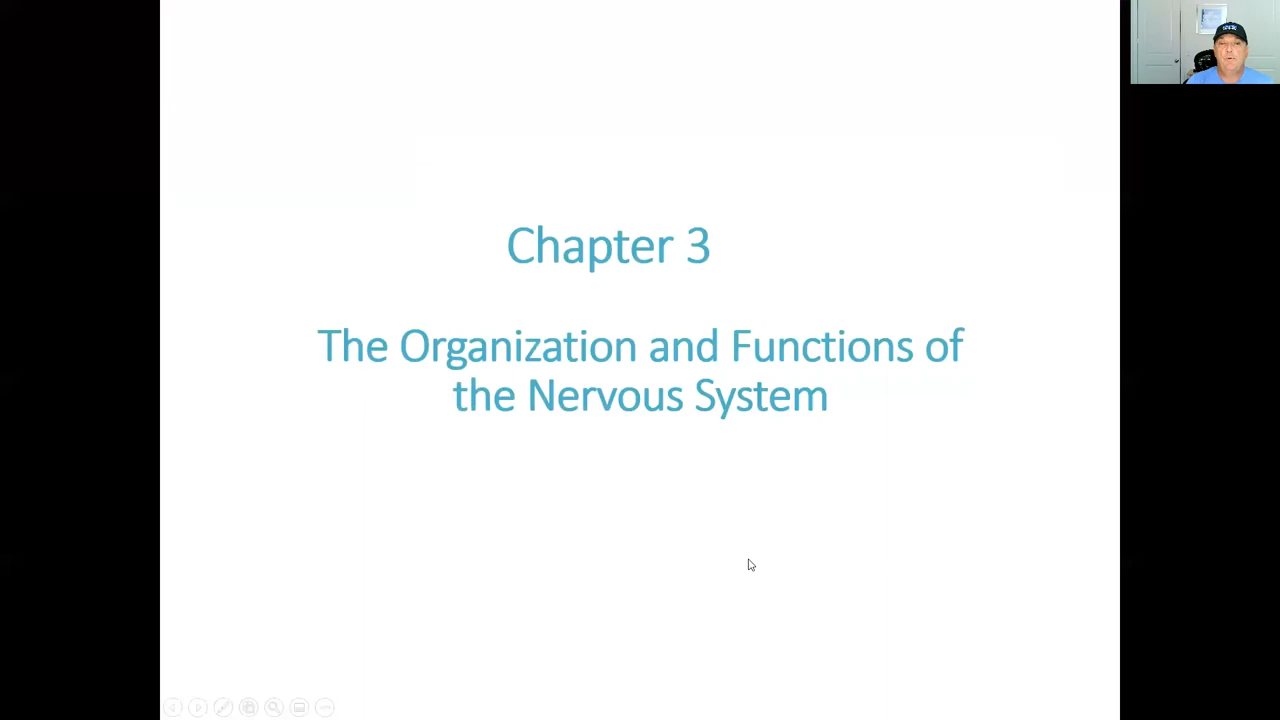 Chapter 3
The Organization and Functions of
the Nervous System